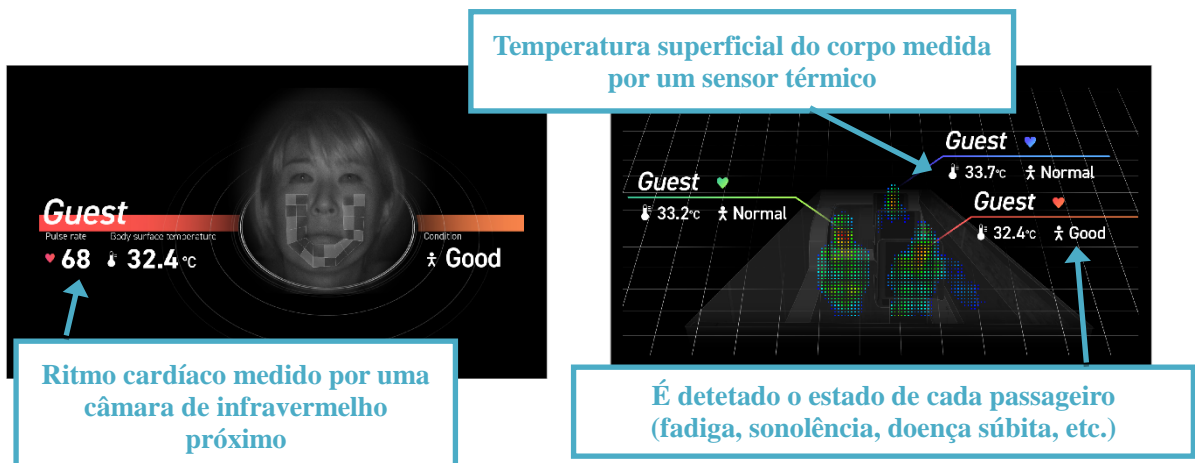 Temperatura superficial do corpo medida
por um sensor térmico
Guest
Pulse rate
Body surface temperature
68
32.4 °C
Condition
Good
Guest
33.7°C Normal
Guest
33.2°C Normal
Guest
32.4°C Good
Ritmo cardíaco medido por uma
câmara de infravermelho
próximo
É detetado o estado de cada passageiro
(fadiga, sonolência, doença súbita, etc.)